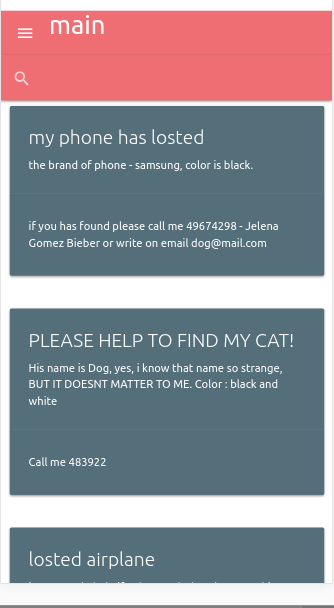 main
my phone has losted
the brand of phone - samsung, color is black.
if you has found please call me 49674298 - Jelena
Gomez Bieber or write on email dog@mail.com
PLEASE HELP TO FIND MY CAT!
His name is Dog, yes, i know that name so strange,
BUT IT DOESNT MATTER TO ME. Color : black and
white
Call me 483922
losted airplane